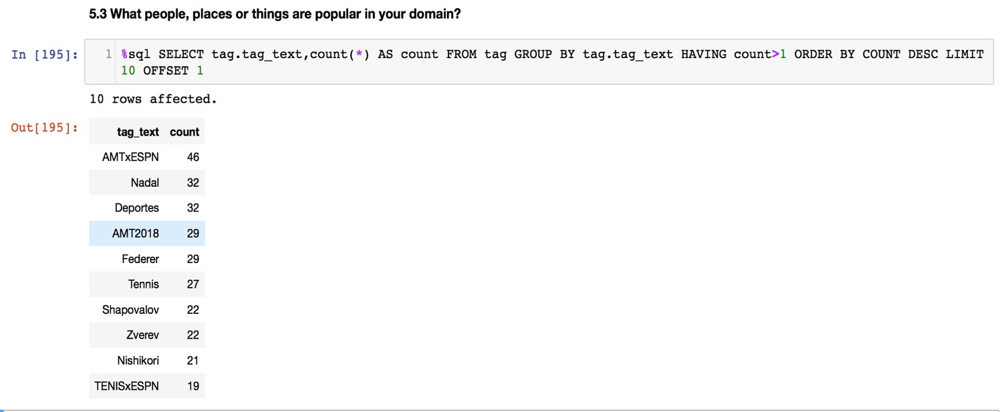 5.3 What people, places or things are popular in your domain?
In [195]: 1 %sql SELECT tag.tag_text,count(*) AS count FROM tag GROUP BY tag.tag_text HAVING count>1 ORDER BY COUNT DESC LIMIT
10 OFFSET 1
10 rows affected.
Out[195]: tag_text count
AMTxESPN 46
Nadal 32
Deportes 32
AMT2018 29
Federer 29
Tennis 27
Shapovalov 22
Zverev 22
Nishikori 21
TENISxESPN 19